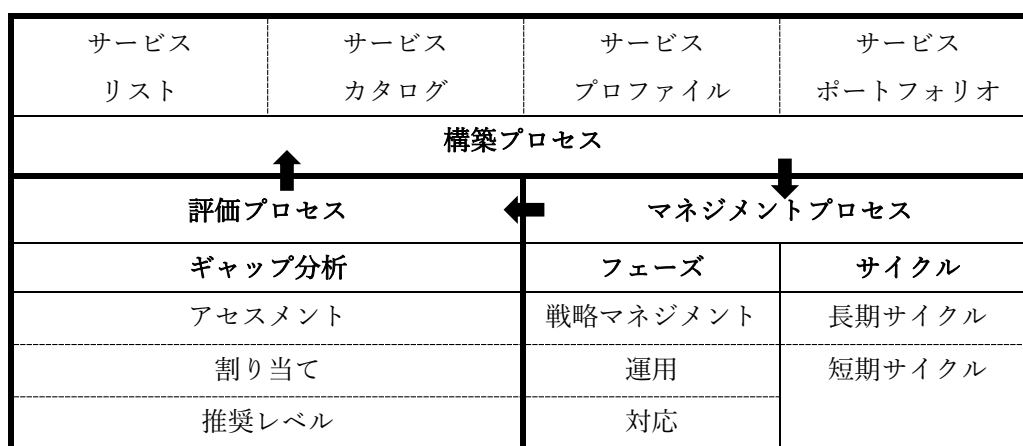 サービス サービス サービス サービス
リスト カタログ プロファイル ポートフォリオ
構築プロセス
評価プロセス マネジメントプロセス
ギャップ分析 フェーズ サイクル
アセスメント 戦略マネジメント 長期サイクル
割り当て 運用 短期サイクル
推奨レベル 対応